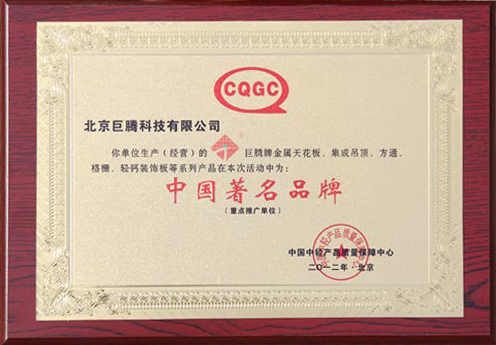 CQGC
北京巨腾科技有限公司
你单位生产（经营）的 巨腾牌金属天花板、集成吊顶、方通、
格栅、轻钙装饰板等系列产品在本次活动中为：
中国著名品牌
（重点推广单位）
中国中轻产品质量保障中心
二〇一二年·北京